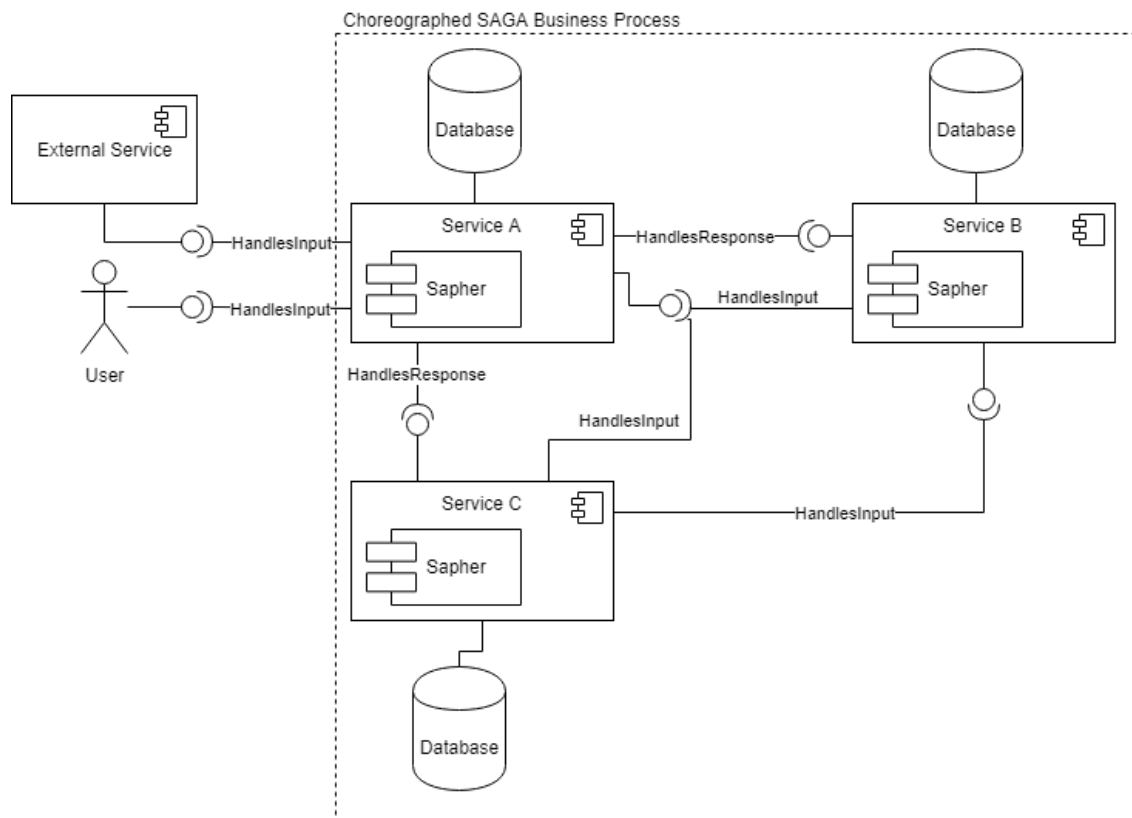 Choreographed SAGA Business Process
Database
Database
External Service
Service A
Service B
HandlesInput
HandlesResponse
Sapher
Sapher
HandlesInput
HandlesInput
User
HandlesResponse
HandlesInput
Service C
HandlesInput
Sapher
Database